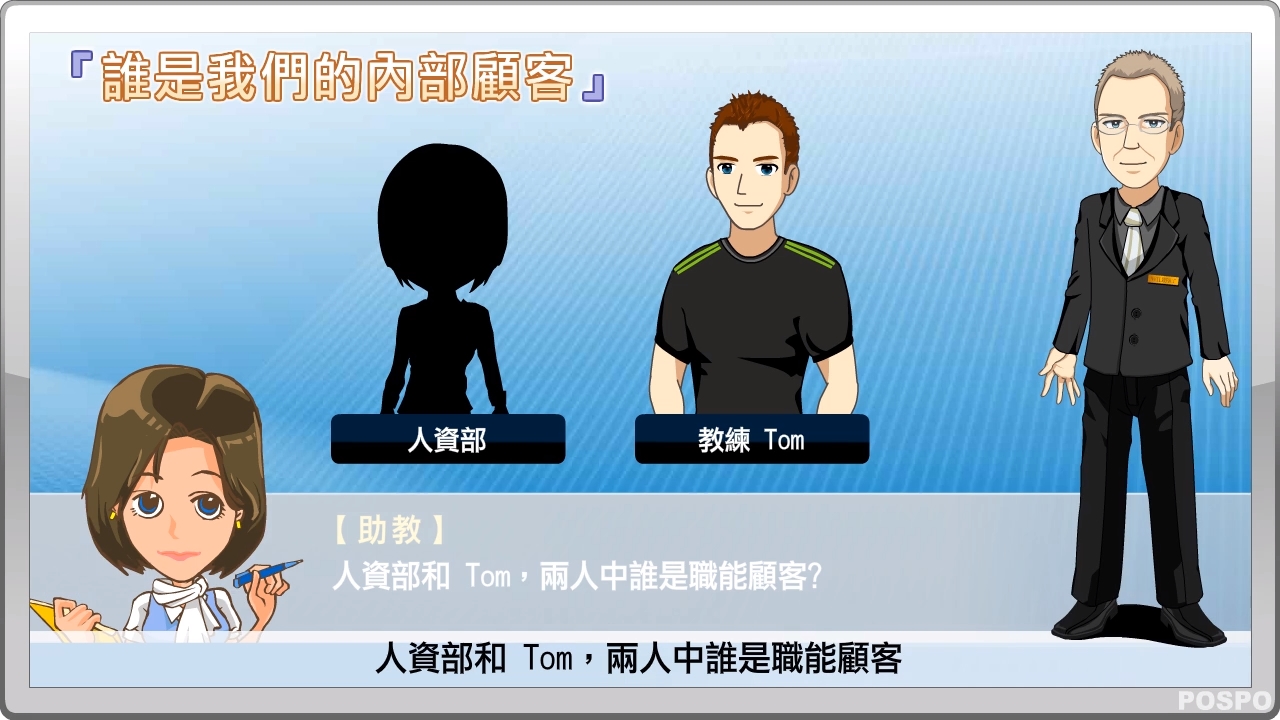 『誰是我們的內部顧客』
人資部
教練 Tom
【助教】
人資部和 Tom，兩人中誰是職能顧客?
人資部和 Tom，兩人中誰是職能顧客
POSPO